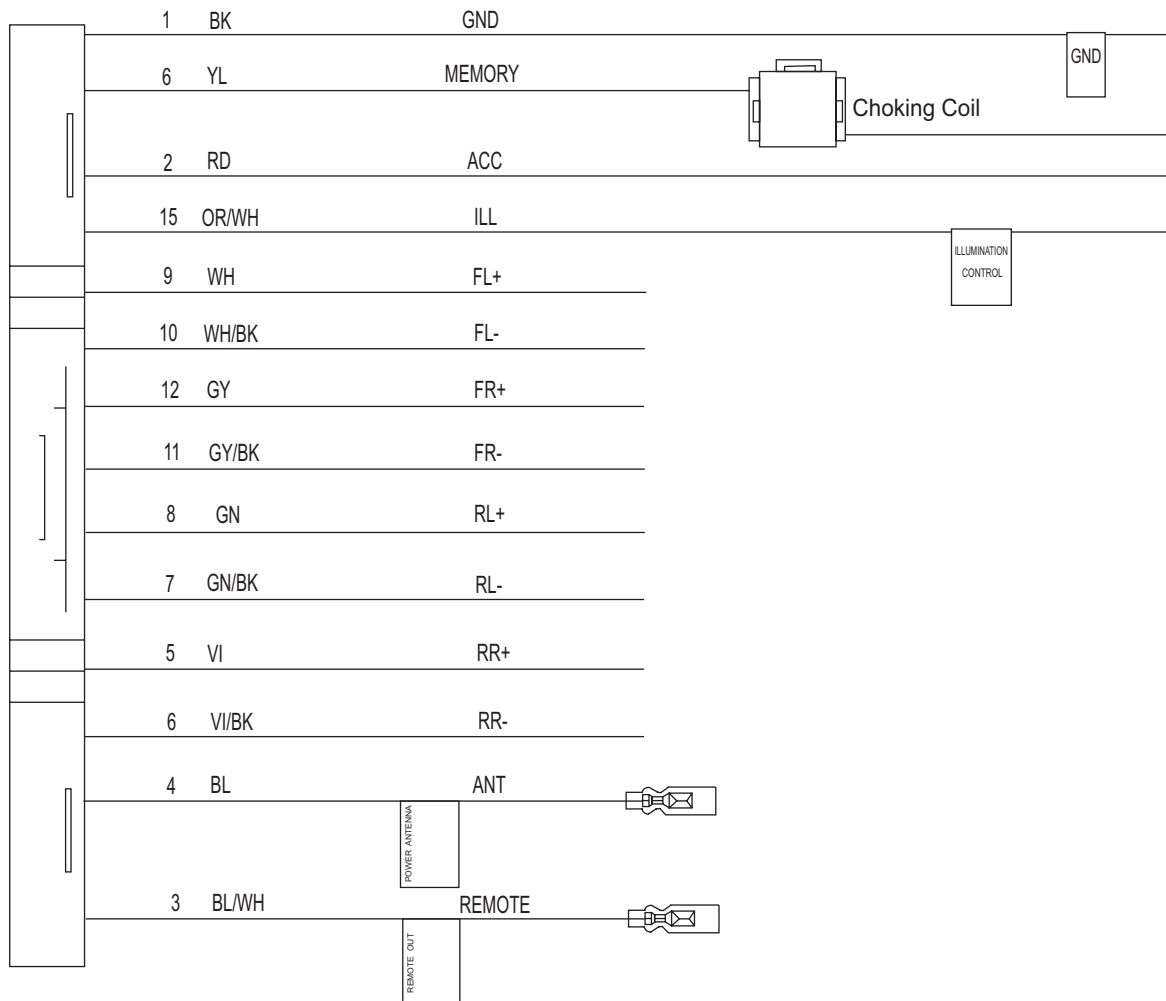 1 BK GND
GND
6 YL MEMORY
Choking Coil
2 RD ACC
15 OR/WH ILL
ILLUMINATION
CONTROL
9 WH FL+
10 WH/BK FL-
12 GY FR+
11 GY/BK FR-
8 GN RL+
7 GN/BK RL-
5 VI RR+
6 VI/BK RR-
4 BL ANT
POWER ANTENNA
3 BL/WH REMOTE
REMOTE OUT